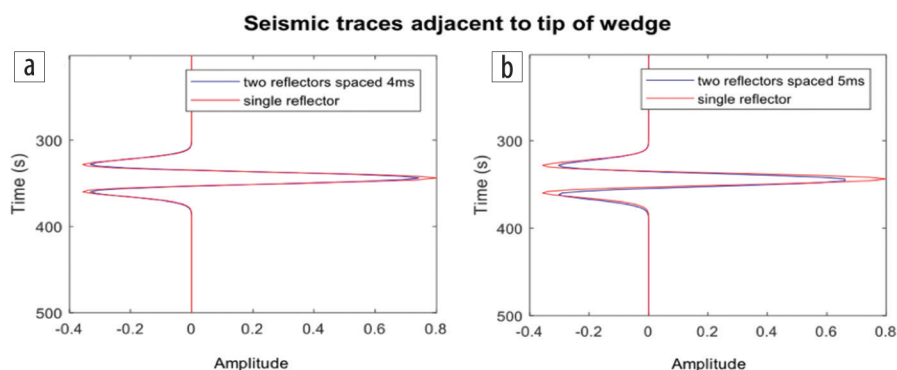 Seismic traces adjacent to tip of wedge
a
two reflectors spaced 4ms
single reflector
300
400
500
Time (s)
-0.4 -0.2 0 0.2 0.4 0.6 0.8
Amplitude
b
two reflectors spaced 5ms
single reflector
300
400
500
Time (s)
-0.4 -0.2 0 0.2 0.4 0.6 0.8
Amplitude